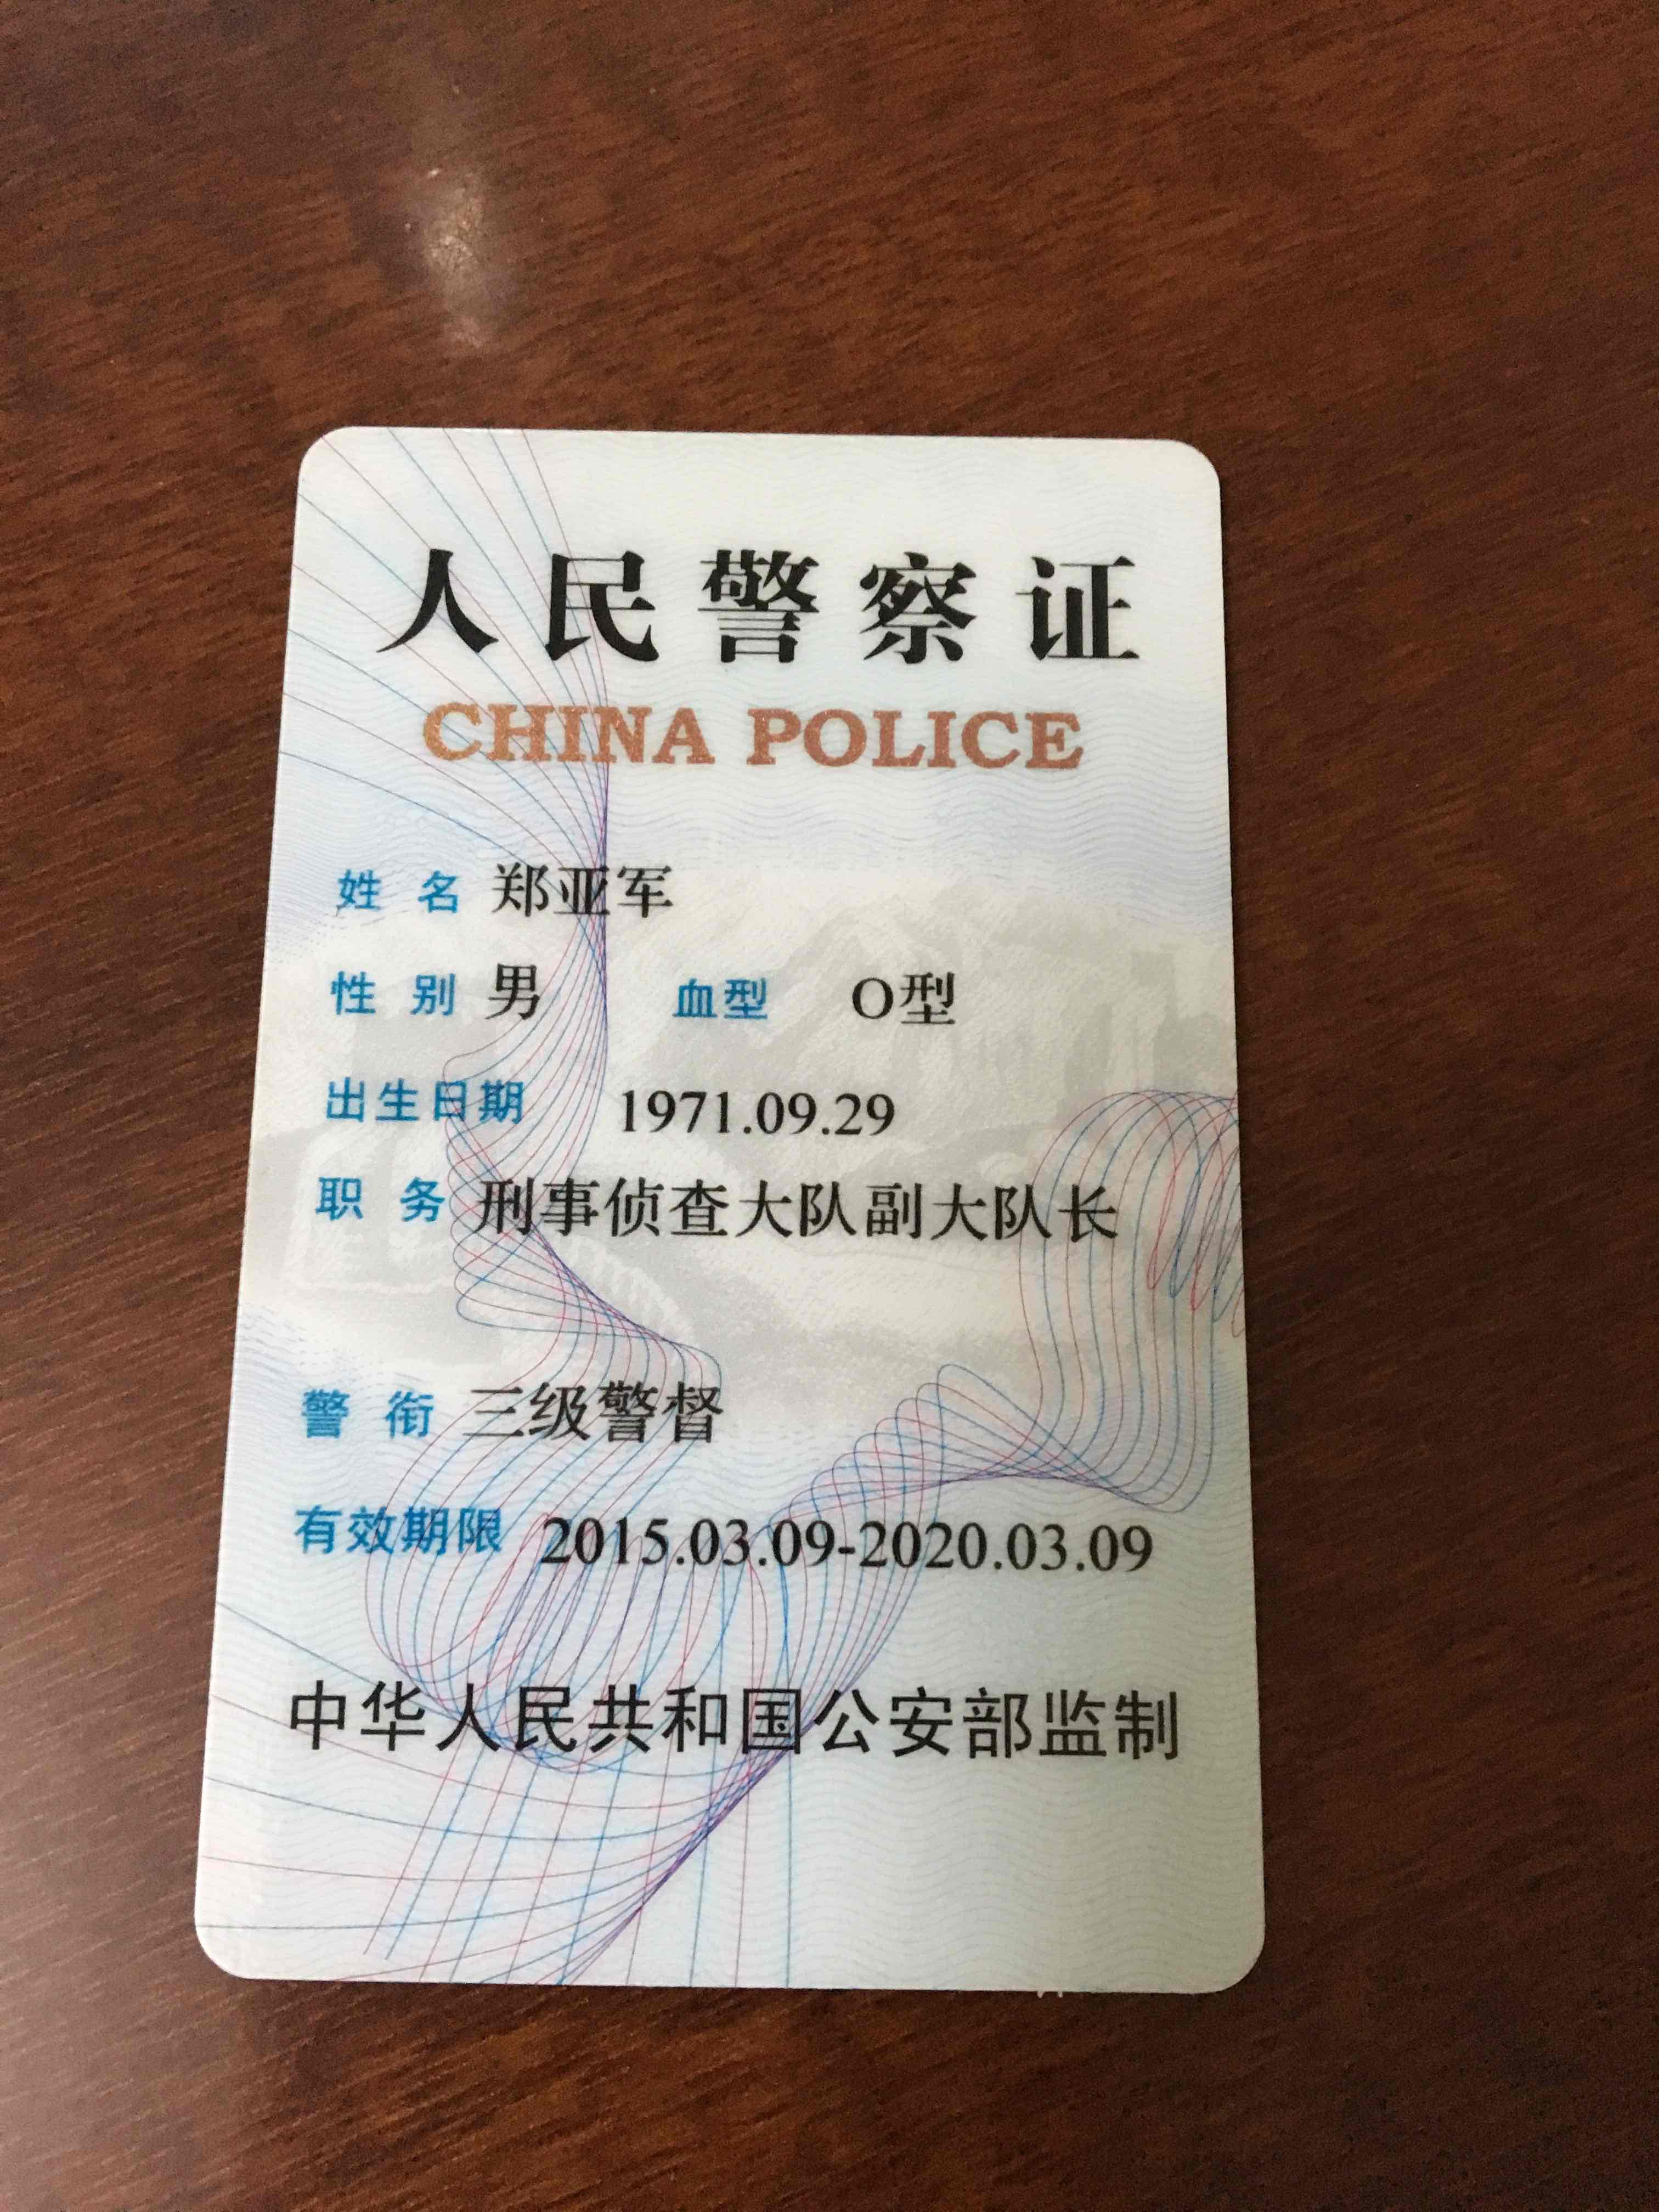 人民警察证
CHINA POLICE
姓 名 郑亚军
性 别 男 血型 O型
出生日期 1971.09.29
职 务 刑事侦查大队副大队长
警 衔 三级警督
有效期限 2015.03.09-2020.03.09
中华人民共和国公安部监制